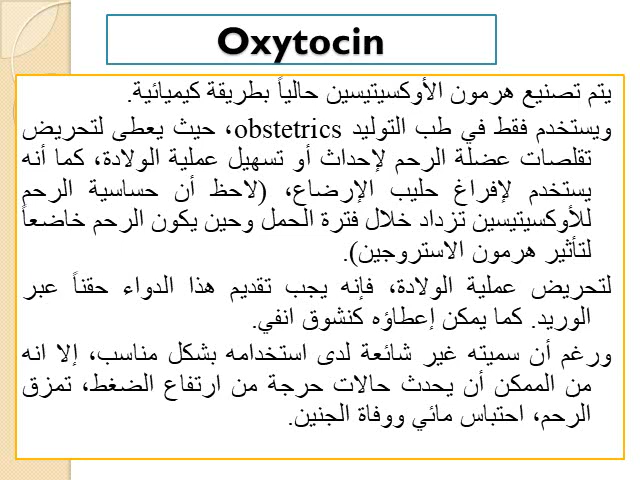 Oxytocin
يتم تصنيع هرمون الأوكسيتيسين حالياً بطريقة كيميائية.
ويستخدم فقط في طب التوليد obstetrics، حيث يعطى لتحريض
تقلصات عضلة الرحم لإحداث أو تسهيل عملية الولادة، كما أنه
يستخدم لإفراغ حليب الإرضاع، (لاحظ أن حساسية الرحم
للأوكسيتيسين تزداد خلال فترة الحمل وحين يكون الرحم خاضعاً
لتأثير هرمون الاستروجين).
لتحريض عملية الولادة، فإنه يجب تقديم هذا الدواء حقناً عبر
الوريد. كما يمكن إعطاؤه كنشوق انفي.
ورغم أن سميته غير شائعة لدى استخدامه بشكل مناسب، إلا انه
من الممكن أن يحدث حالات حرجة من ارتفاع الضغط، تمزق
الرحم، احتباس مائي ووفاة الجنين.